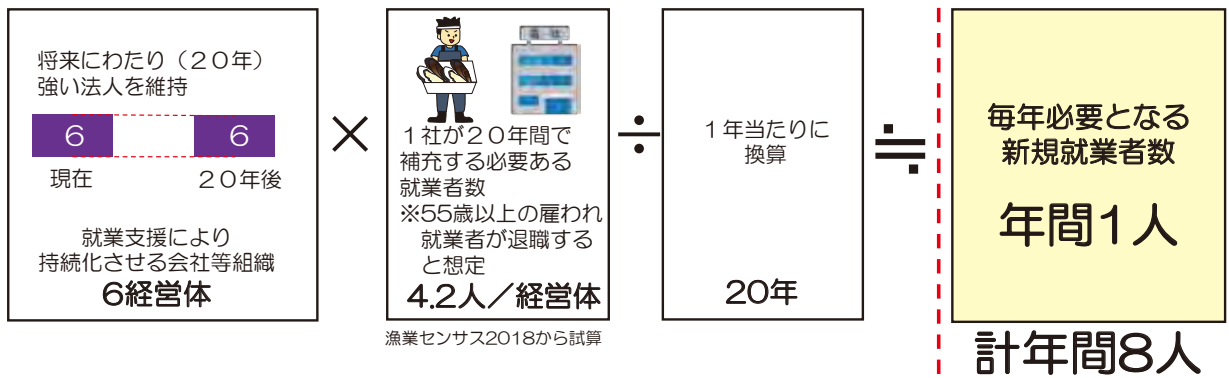 将来にわたり（２０年）
強い法人を維持
6
6
現在
２０年後
就業支援により
持続化させる会社等組織
6経営体
×
１社が２０年間で
補充する必要ある
就業者数
※55歳以上の雇われ
就業者が退職する
と想定
4.2人／経営体
漁業センサス2018から試算
÷
１年当たりに
換算
20年
≒
毎年必要となる
新規就業者数
年間１人
計年間8人